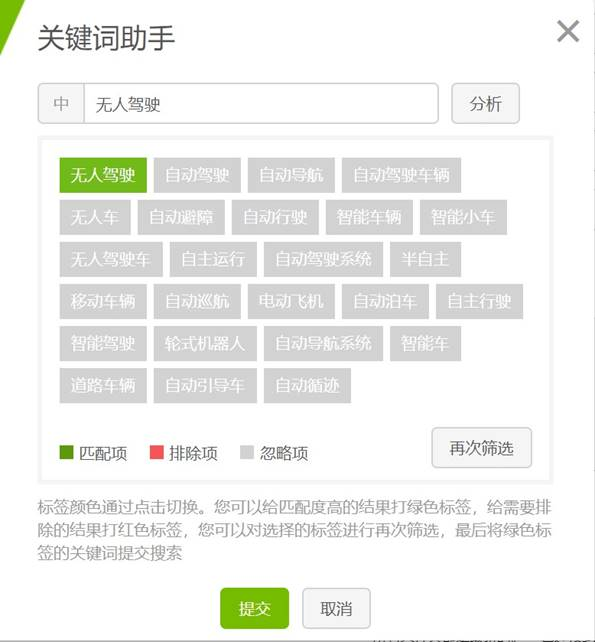 关键词助手
中 无人驾驶 分析
无人驾驶 自动驾驶 自动导航 自动驾驶车辆
无人车 自动避障 自动行驶 智能车辆 智能小车
无人驾驶车 自主运行 自动驾驶系统 半自主
移动车辆 自动巡航 电动飞机 自动泊车 自主行驶
智能驾驶 轮式机器人 自动导航系统 智能车
道路车辆 自动引导车 自动循迹
匹配项 排除项 忽略项 再次筛选
标签颜色通过点击切换。您可以给匹配度高的结果打绿色标签，给需要排
除的结果打红色标签，您可以对选择的标签进行再次筛选，最后将绿色标
签的关键词提交搜索
提交 取消